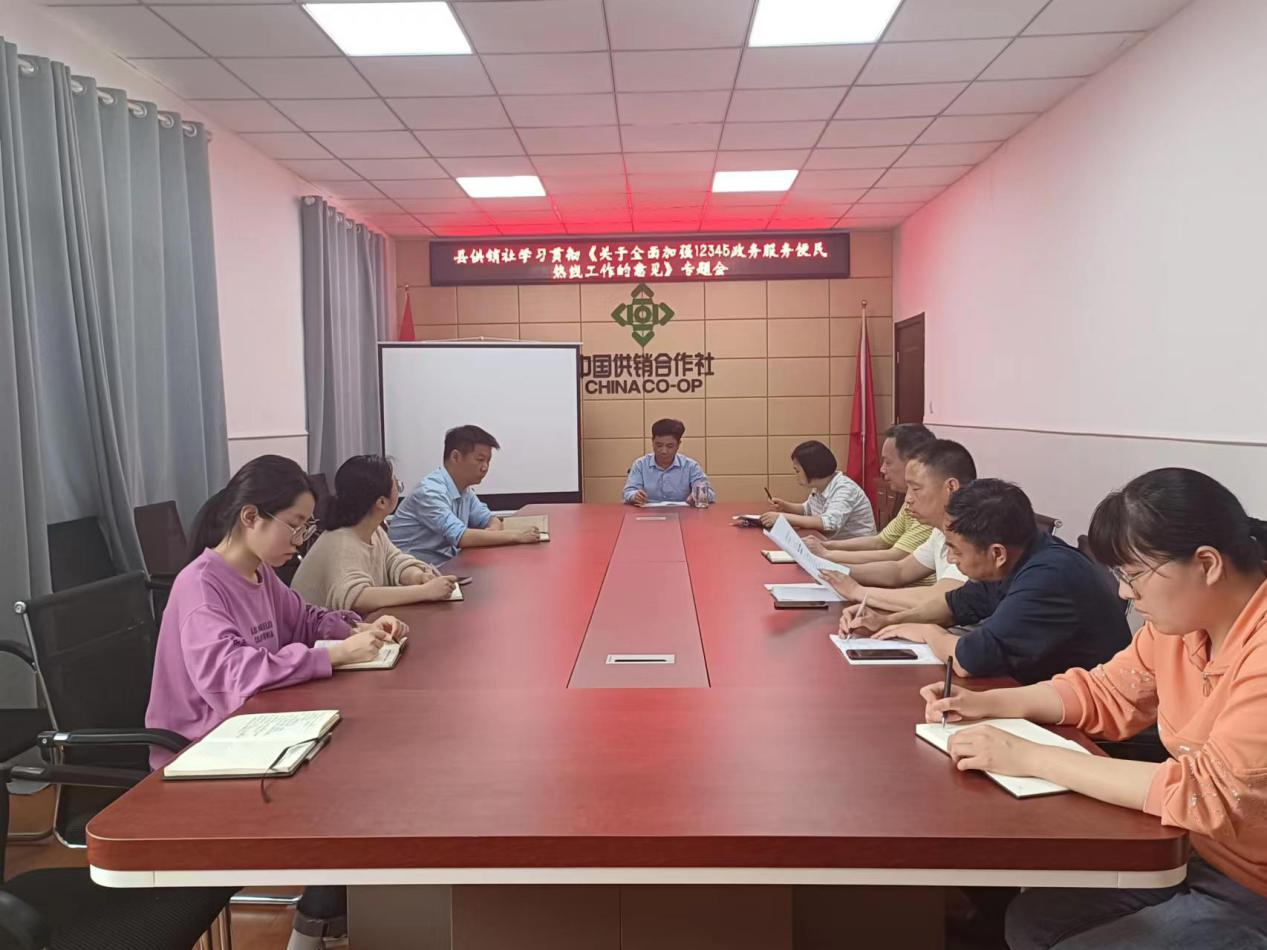 县供销社学习贯彻《关于全面加强12345政务服务便民
热线工作的意见》专题会
中国供销合作社
CHINA CO-OP
CALIFORNIA